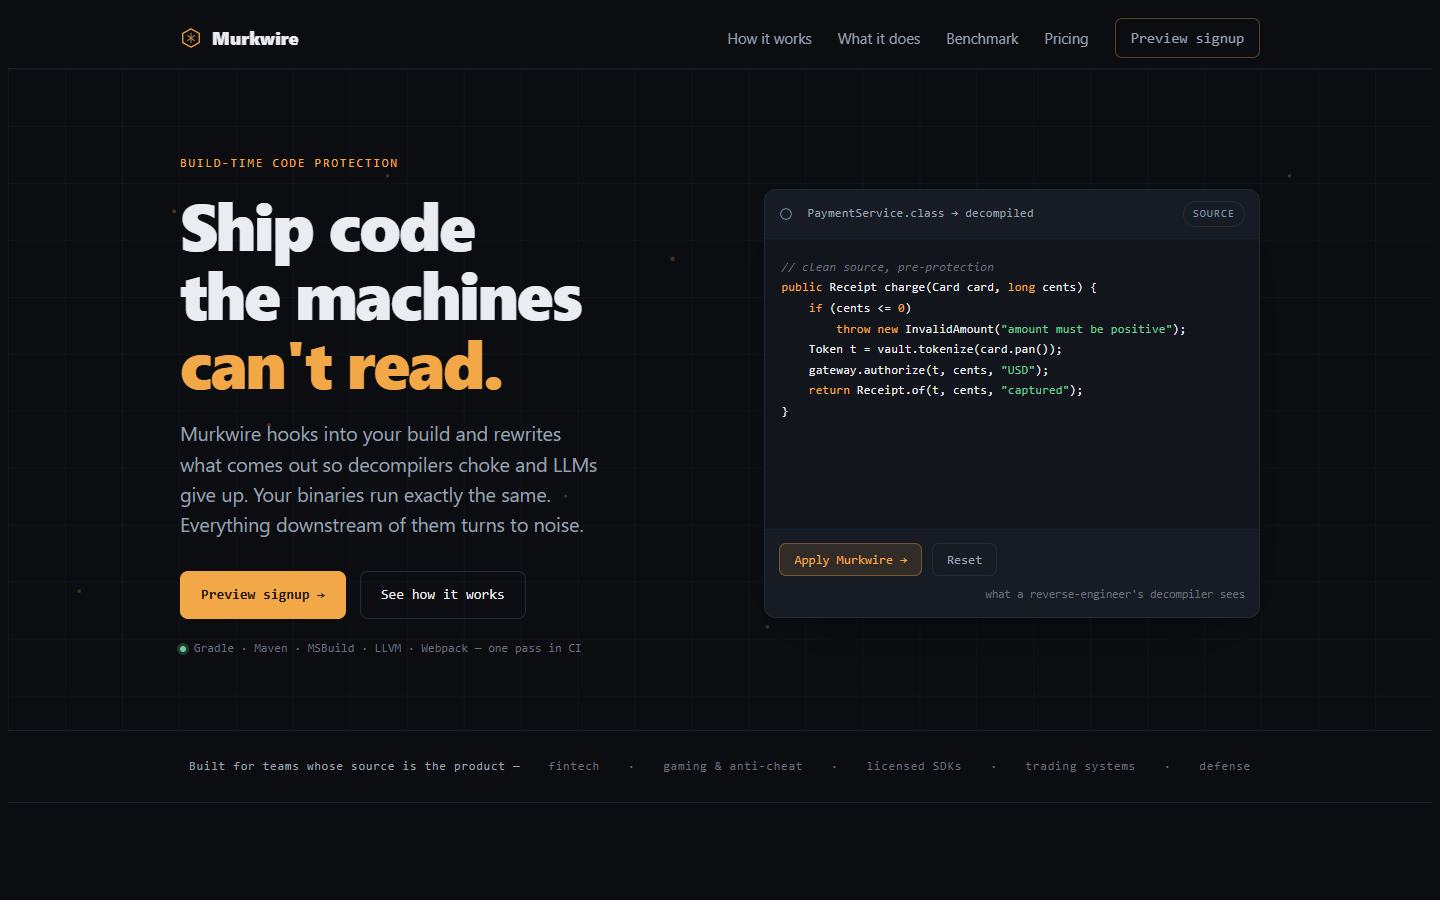 Murkwire
How it works
What it does
Benchmark
Pricing
Preview signup
BUILD-TIME CODE PROTECTION
Ship code
the machines
can't read.
Murkwire hooks into your build and rewrites
what comes out so decompilers choke and LLMs
give up. Your binaries run exactly the same.
Everything downstream of them turns to noise.
Preview signup →
See how it works
Gradle · Maven · MSBuild · LLVM · Webpack — one pass in CI
PaymentService.class → decompiled
SOURCE
// clean source, pre-protection
public Receipt charge(Card card, long cents) {
    if (cents <= 0)
        throw new InvalidAmount("amount must be positive");
    Token t = vault.tokenize(card.pan());
    gateway.authorize(t, cents, "USD");
    return Receipt.of(t, cents, "captured");
}
Apply Murkwire →
Reset
what a reverse-engineer's decompiler sees
Built for teams whose source is the product — fintech · gaming & anti-cheat · licensed SDKs · trading systems · defense